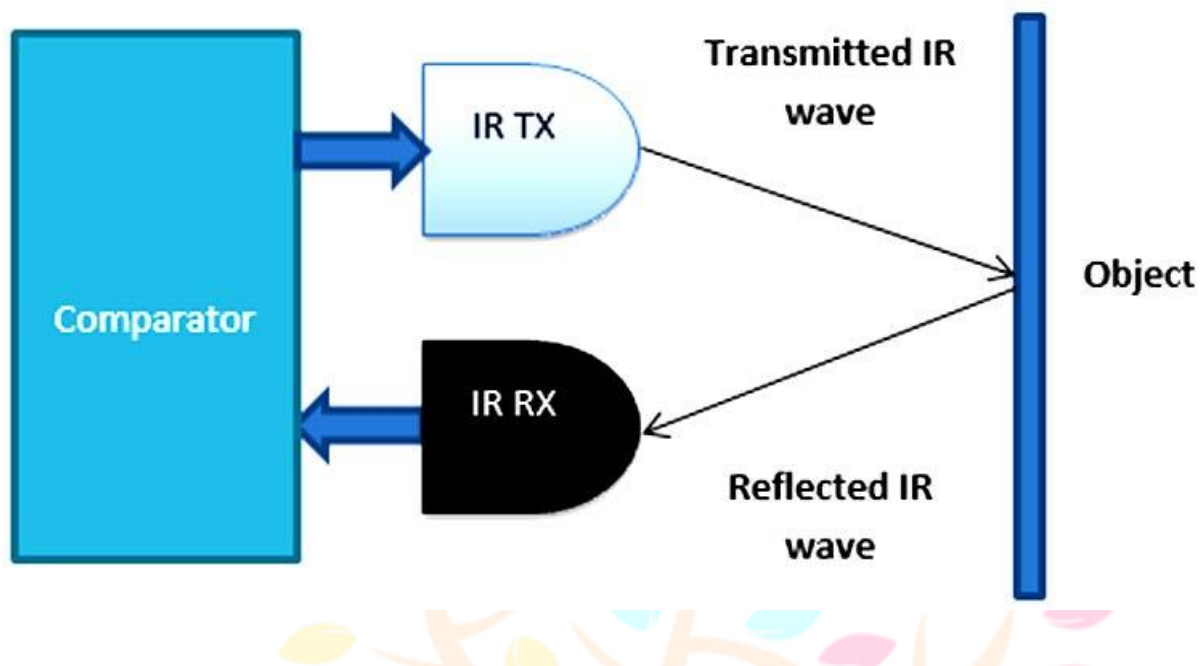 Transmitted IR
wave
IR TX
Object
Comparator
IR RX
Reflected IR
wave